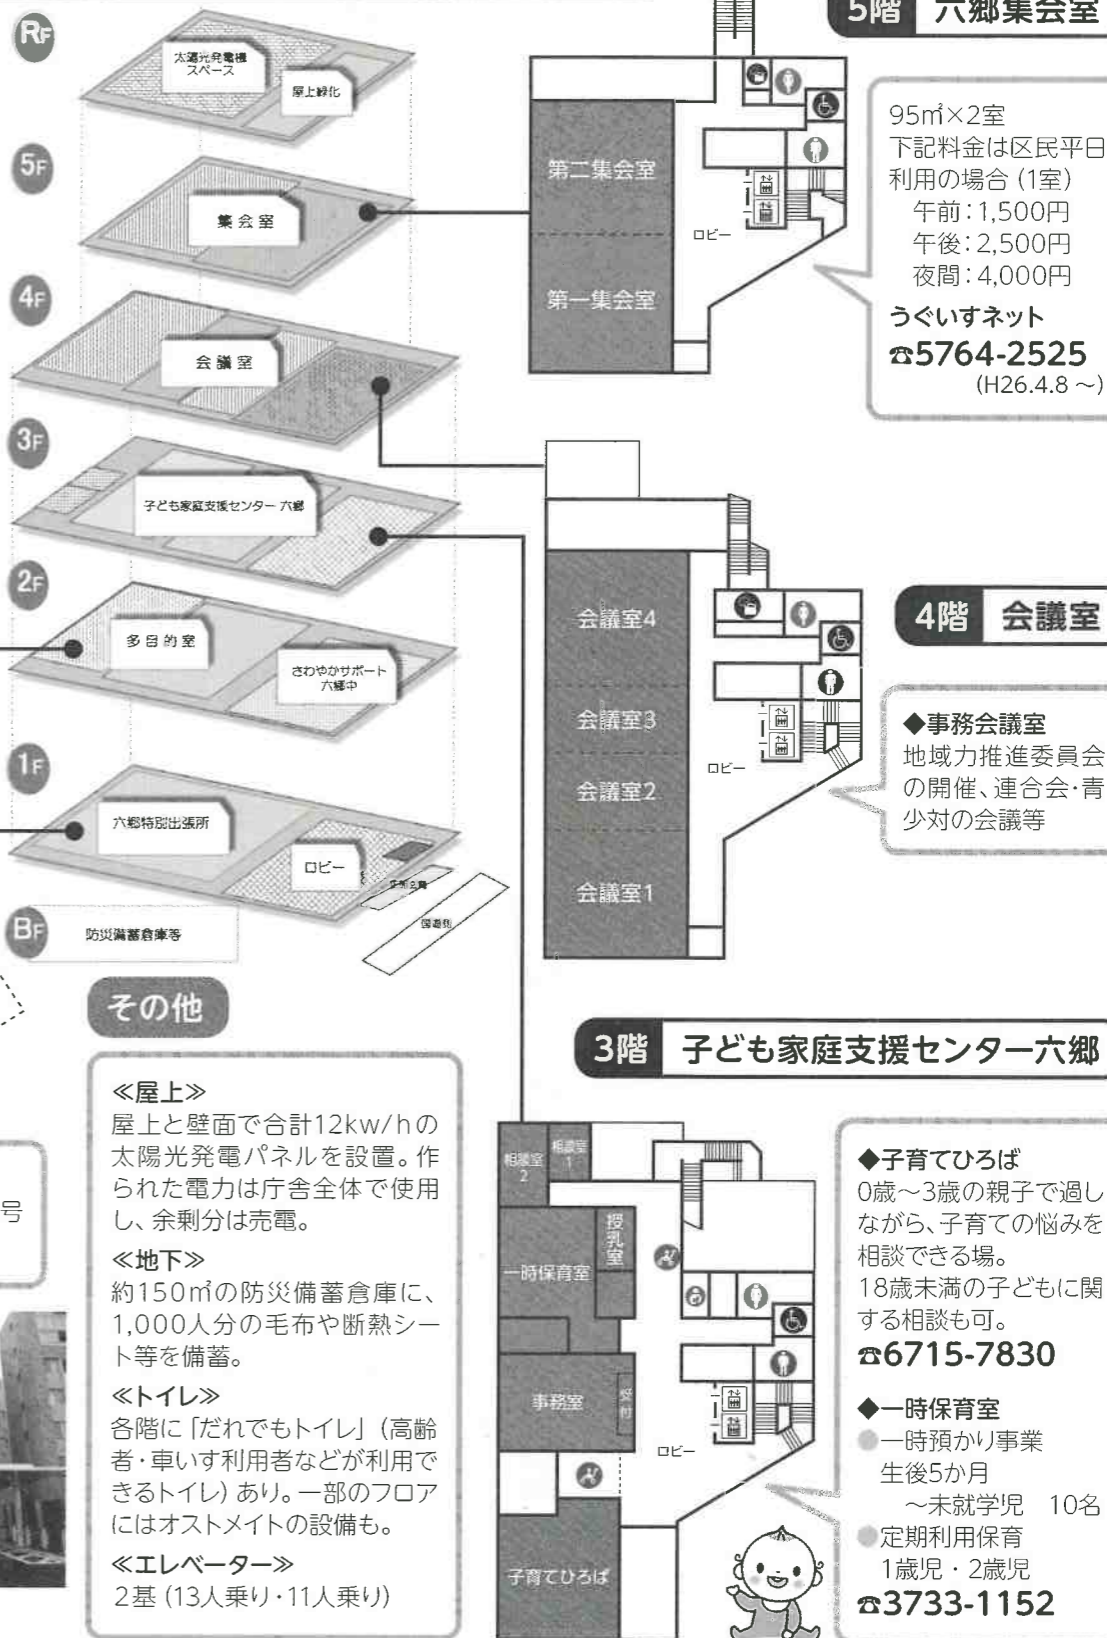 RF
太陽光発電機
スペース
屋上緑化
5F
集会室
4F
会議室
3F
子ども家庭支援センター 六郷
2F
多目的室
さわやかサポート
六郷中
1F
六郷特別出張所
ロビー
BF
防災備蓄倉庫等
5階 六郷集会室
第二集会室
第一集会室
ロビー
95㎡×2室
下記料金は区民平日
利用の場合(1室)
午前:1,500円
午後:2,500円
夜間:4,000円
うぐいすネット
☎5764-2525
(H26.4.8～)
4階 会議室
会議室4
会議室3
会議室2
会議室1
ロビー
◆事務会議室
地域力推進委員会
の開催、連合会・青
少対の会議等
3階 子ども家庭支援センター六郷
相談室
2
相談室
1
授乳室
一時保育室
事務室
受付
ロビー
子育てひろば
◆子育てひろば
0歳～3歳の親子で過し
ながら、子育ての悩みを
相談できる場。
18歳未満の子どもに関
する相談も可。
☎6715-7830
◆一時保育室
●一時預かり事業
生後5か月
～未就学児 10名
●定期利用保育
1歳児・2歳児
☎3733-1152
その他
≪屋上≫
屋上と壁面で合計12kw/hの
太陽光発電パネルを設置。作
られた電力は庁舎全体で使用
し、余剰分は売電。
≪地下≫
約150㎡の防災備蓄倉庫に、
1,000人分の毛布や断熱シー
ト等を備蓄。
≪トイレ≫
各階に「だれでもトイレ」(高齢
者・車いす利用者などが利用で
きるトイレ)あり。一部のフロア
にはオストメイトの設備も。
≪エレベーター≫
2基(13人乗り・11人乗り)
号